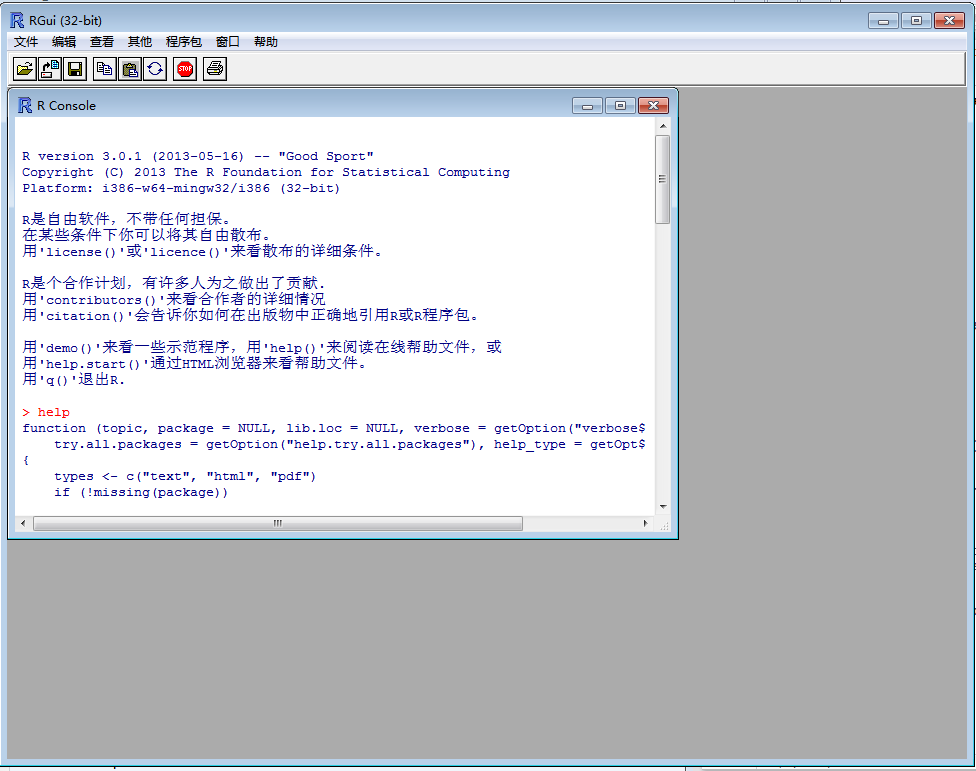 RGui (32-bit)
文件 编辑 查看 其他 程序包 窗口 帮助
STOP
R Console
R version 3.0.1 (2013-05-16) -- "Good Sport"
Copyright (C) 2013 The R Foundation for Statistical Computing
Platform: i386-w64-mingw32/i386 (32-bit)
R是自由软件，不带任何担保。
在某些条件下你可以将其自由散布。
用'license()'或'licence()'来看散布的详细条件。
R是个合作计划，有许多人为之做出了贡献.
用'contributors()'来看合作者的详细情况
用'citation()'会告诉你如何在出版物中正确地引用R或R程序包。
用'demo()'来看一些示范程序，用'help()'来阅读在线帮助文件，或
用'help.start()'通过HTML浏览器来看帮助文件。
用'q()'退出R.
> help
function (topic, package = NULL, lib.loc = NULL, verbose = getOption("verbose$
    try.all.packages = getOption("help.try.all.packages"), help_type = getOpt$
{
    types <- c("text", "html", "pdf")
    if (!missing(package))